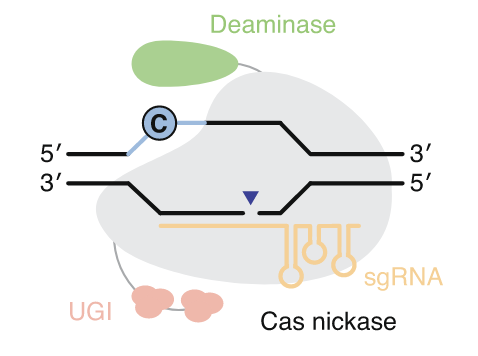 Deaminase
C
5′ 3′
3′ 5′
sgRNA
UGI
Cas nickase